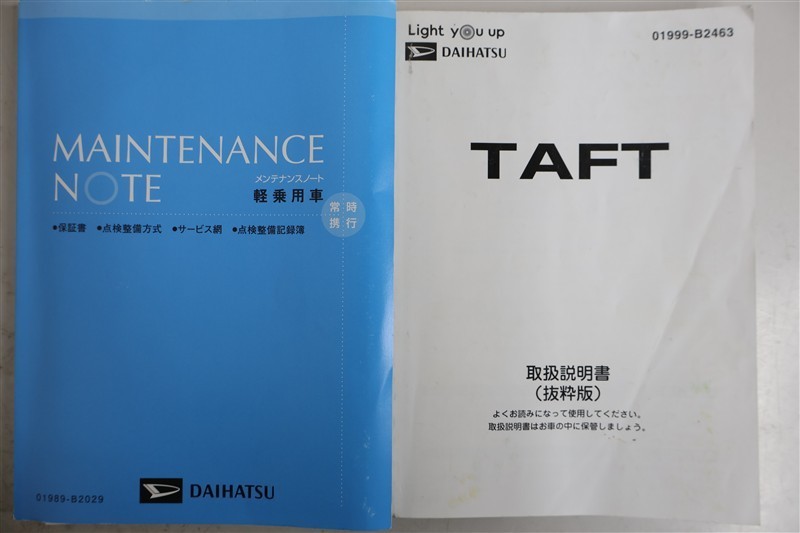 MAINTENANCE
NOTE
メンテナンスノート
軽乗用車
常時
携行
●保証書 ●点検整備方式 ●サービス網 ●点検整備記録簿
01989-B2029
DAIHATSU
Light you up
DAIHATSU
01999-B2463
TAFT
取扱説明書
(抜粋版)
よくお読みになって使用してください。
取扱説明書はお車の中に保管しましょう。